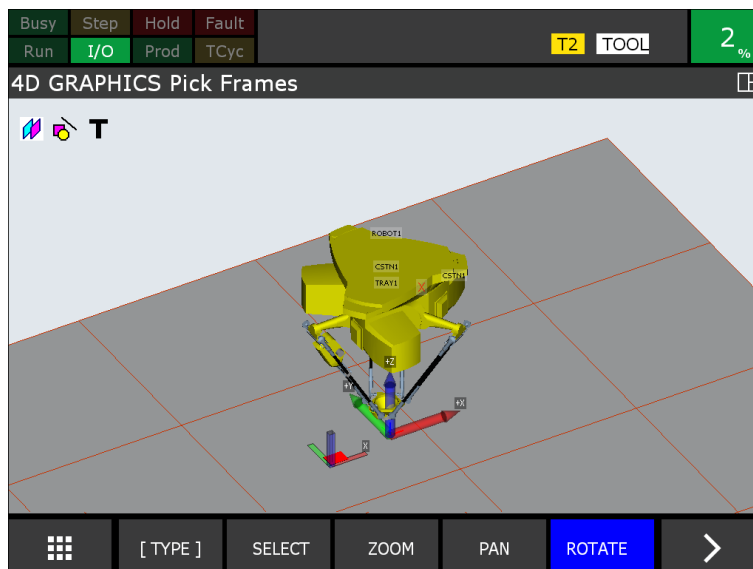 Busy Step Hold Fault
Run I/O Prod TCyc
T2 TOOL
2 %
4D GRAPHICS Pick Frames
T
ROBOT1
CSTN1
CSTN1
TRAY1
X
+Z
+Y
+X
X
[ TYPE ] SELECT ZOOM PAN ROTATE